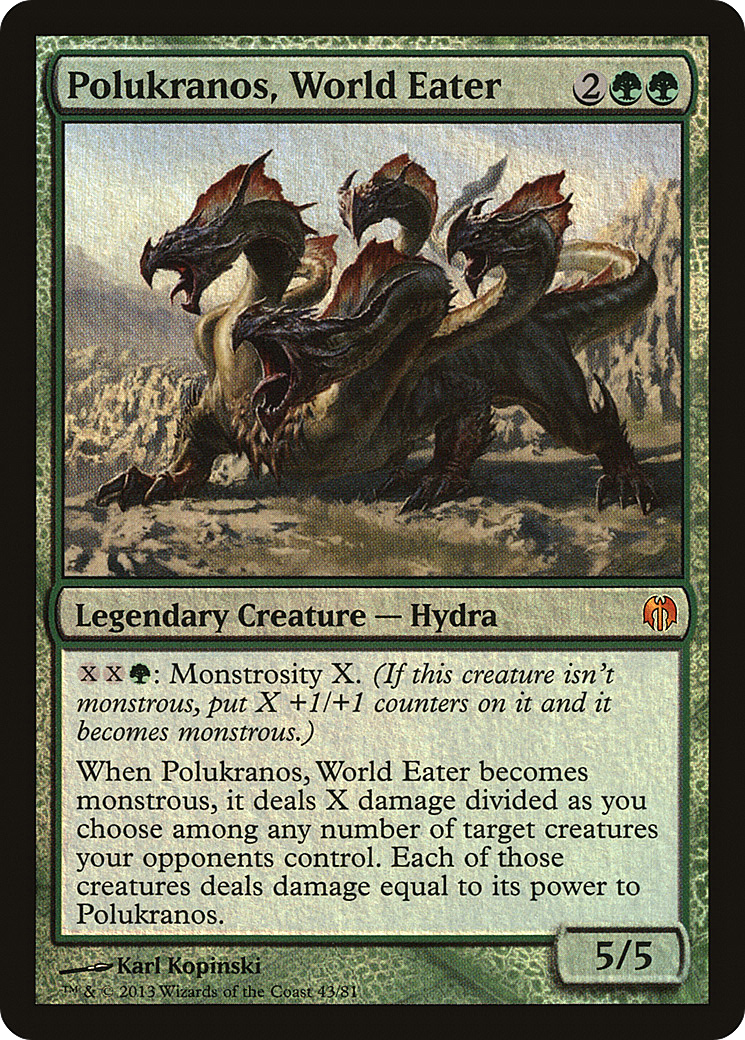 Polukranos, World Eater 2
Legendary Creature — Hydra
XX: Monstrosity X. (If this creature isn't
monstrous, put X +1/+1 counters on it and it
becomes monstrous.)
When Polukranos, World Eater becomes
monstrous, it deals X damage divided as you
choose among any number of target creatures
your opponents control. Each of those
creatures deals damage equal to its power to
Polukranos.
5/5
Karl Kopinski
™ & © 2013 Wizards of the Coast 43/81